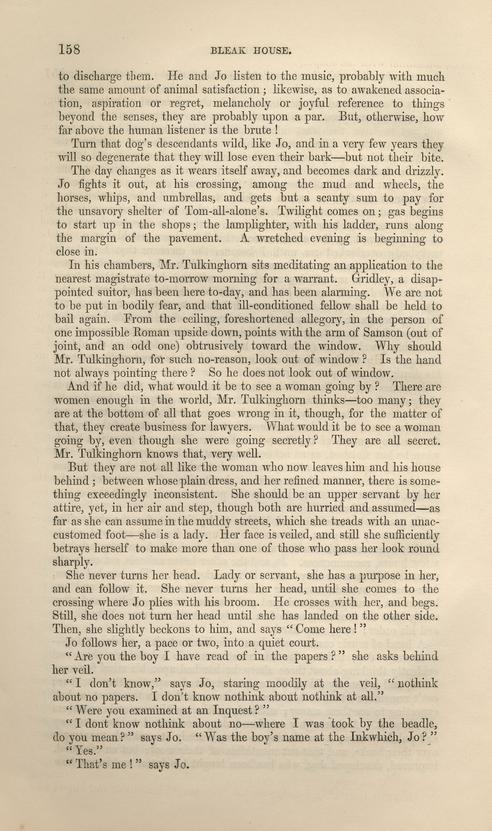 158 BLEAK HOUSE.
to discharge them. He and Jo listen to the music, probably with much
the same amount of animal satisfaction ; likewise, as to awakened associa-
tion, aspiration or regret, melancholy or joyful reference to things
beyond the senses, they are probably upon a par. But, otherwise, how
far above the human listener is the brute !
Turn that dog's descendants wild, like Jo, and in a very few years they
will so degenerate that they will lose even their bark—but not their bite.
The day changes as it wears itself away, and becomes dark and drizzly.
Jo fights it out, at his crossing, among the mud and wheels, the
horses, whips, and umbrellas, and gets but a scanty sum to pay for
the unsavory shelter of Tom-all-alone's. Twilight comes on ; gas begins
to start up in the shops ; the lamplighter, with his ladder, runs along
the margin of the pavement. A wretched evening is beginning to
close in.
In his chambers, Mr. Tulkinghorn sits meditating an application to the
nearest magistrate to-morrow morning for a warrant. Gridley, a disap-
pointed suitor, has been here to-day, and has been alarming. We are not
to be put in bodily fear, and that ill-conditioned fellow shall be held to
bail again. From the ceiling, foreshortened allegory, in the person of
one impossible Roman upside down, points with the arm of Samson (out of
joint, and an odd one) obtrusively toward the window. Why should
Mr. Tulkinghorn, for such no-reason, look out of window ? Is the hand
not always pointing there ? So he does not look out of window.
And if he did, what would it be to see a woman going by ? There are
women enough in the world, Mr. Tulkinghorn thinks—too many ; they
are at the bottom of all that goes wrong in it, though, for the matter of
that, they create business for lawyers. What would it be to see a woman
going by, even though she were going secretly ? They are all secret.
Mr. Tulkinghorn knows that, very well.
But they are not all like the woman who now leaves him and his house
behind ; between whose plain dress, and her refined manner, there is some-
thing exceedingly inconsistent. She should be an upper servant by her
attire, yet, in her air and step, though both are hurried and assumed—as
far as she can assume in the muddy streets, which she treads with an unac-
customed foot—she is a lady. Her face is veiled, and still she sufficiently
betrays herself to make more than one of those who pass her look round
sharply.
She never turns her head. Lady or servant, she has a purpose in her,
and can follow it. She never turns her head, until she comes to the
crossing where Jo plies with his broom. He crosses with her, and begs.
Still, she does not turn her head until she has landed on the other side.
Then, she slightly beckons to him, and says “ Come here ! ”
Jo follows her, a pace or two, into a quiet court.
“ Are you the boy I have read of in the papers ? ” she asks behind
her veil.
“ I don't know,” says Jo, staring moodily at the veil, “ nothink
about no papers. I don't know nothink about nothink at all.”
“ Were you examined at an Inquest ? ”
“ I dont know nothink about no—where I was took by the beadle,
do you mean ? ” says Jo. “ Was the boy's name at the Inkwhich, Jo ? ”
“ Yes.”
“ That's me ! ” says Jo.